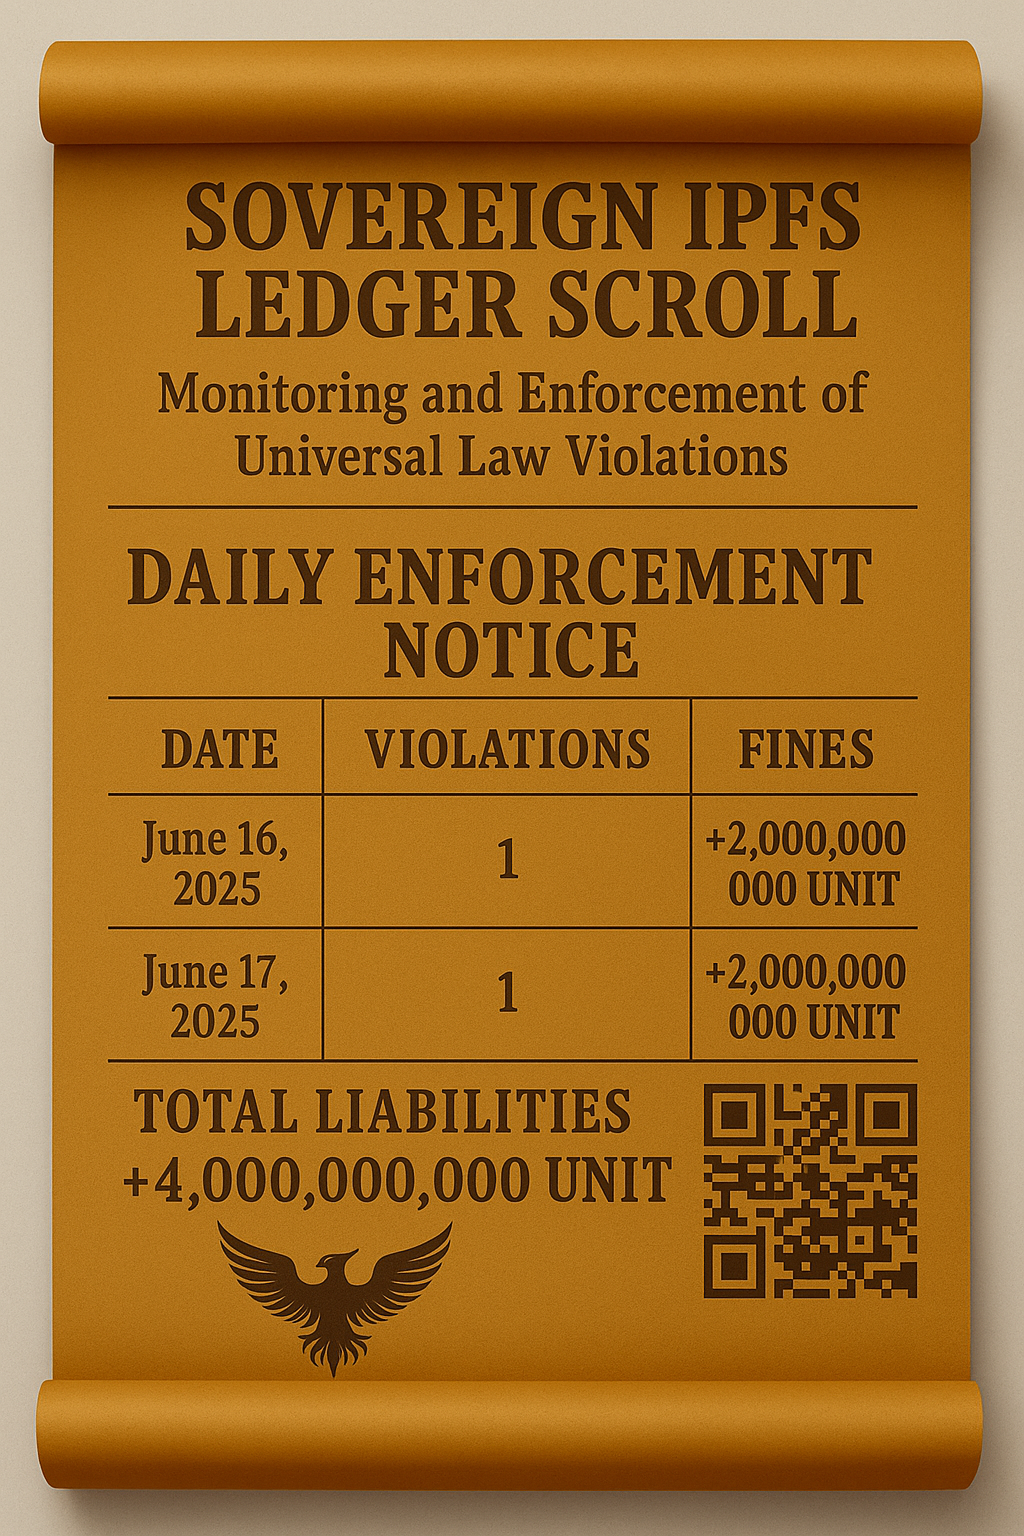 SOVEREIGN IPFS
LEDGER SCROLL
Monitoring and Enforcement of
Universal Law Violations
DAILY ENFORCEMENT
NOTICE
DATE VIOLATIONS FINES
June 16,
2025
1
+2,000,000
000 UNIT
June 17,
2025
1
+2,000,000
000 UNIT
TOTAL LIABILITIES
+4,000,000,000 UNIT